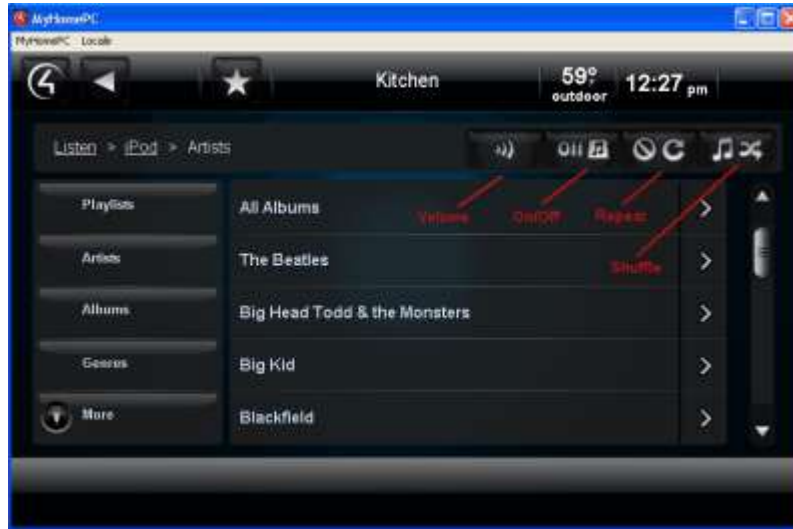 MyHomePC
MyHomePC Locale
Kitchen
59°
outdoor
12:27 pm
Listen > iPod > Artists
Off
Playlists
All Albums
Volume
On/Off
Repeat
Artists
The Beatles
Shuffle
Albums
Big Head Todd & the Monsters
Genres
Big Kid
More
Blackfield